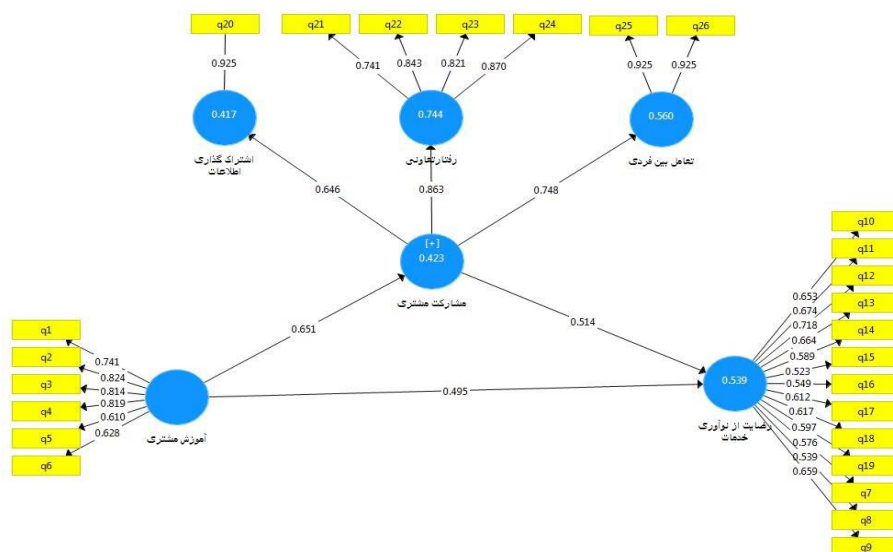 q20
q21
q22
q23
q24
q25
q26
0.925
0.741
0.843
0.821
0.870
0.925
0.925
0.417
0.744
0.560
اشتراک گذاری
اطلاعات
رفتارتعاونی
تعامل بین فردی
0.646
0.863
0.748
[+]
0.423
مشارکت مشتری
0.651
0.514
q1
q2
q3
q4
q5
q6
0.741
0.824
0.814
0.819
0.610
0.628
آموزش مشتری
0.495
0.539
رضایت از نوآوری
خدمات
0.653
0.674
0.718
0.664
0.589
0.523
0.549
0.612
0.617
0.597
0.576
0.539
0.659
q10
q11
q12
q13
q14
q15
q16
q17
q18
q19
q7
q8
q9